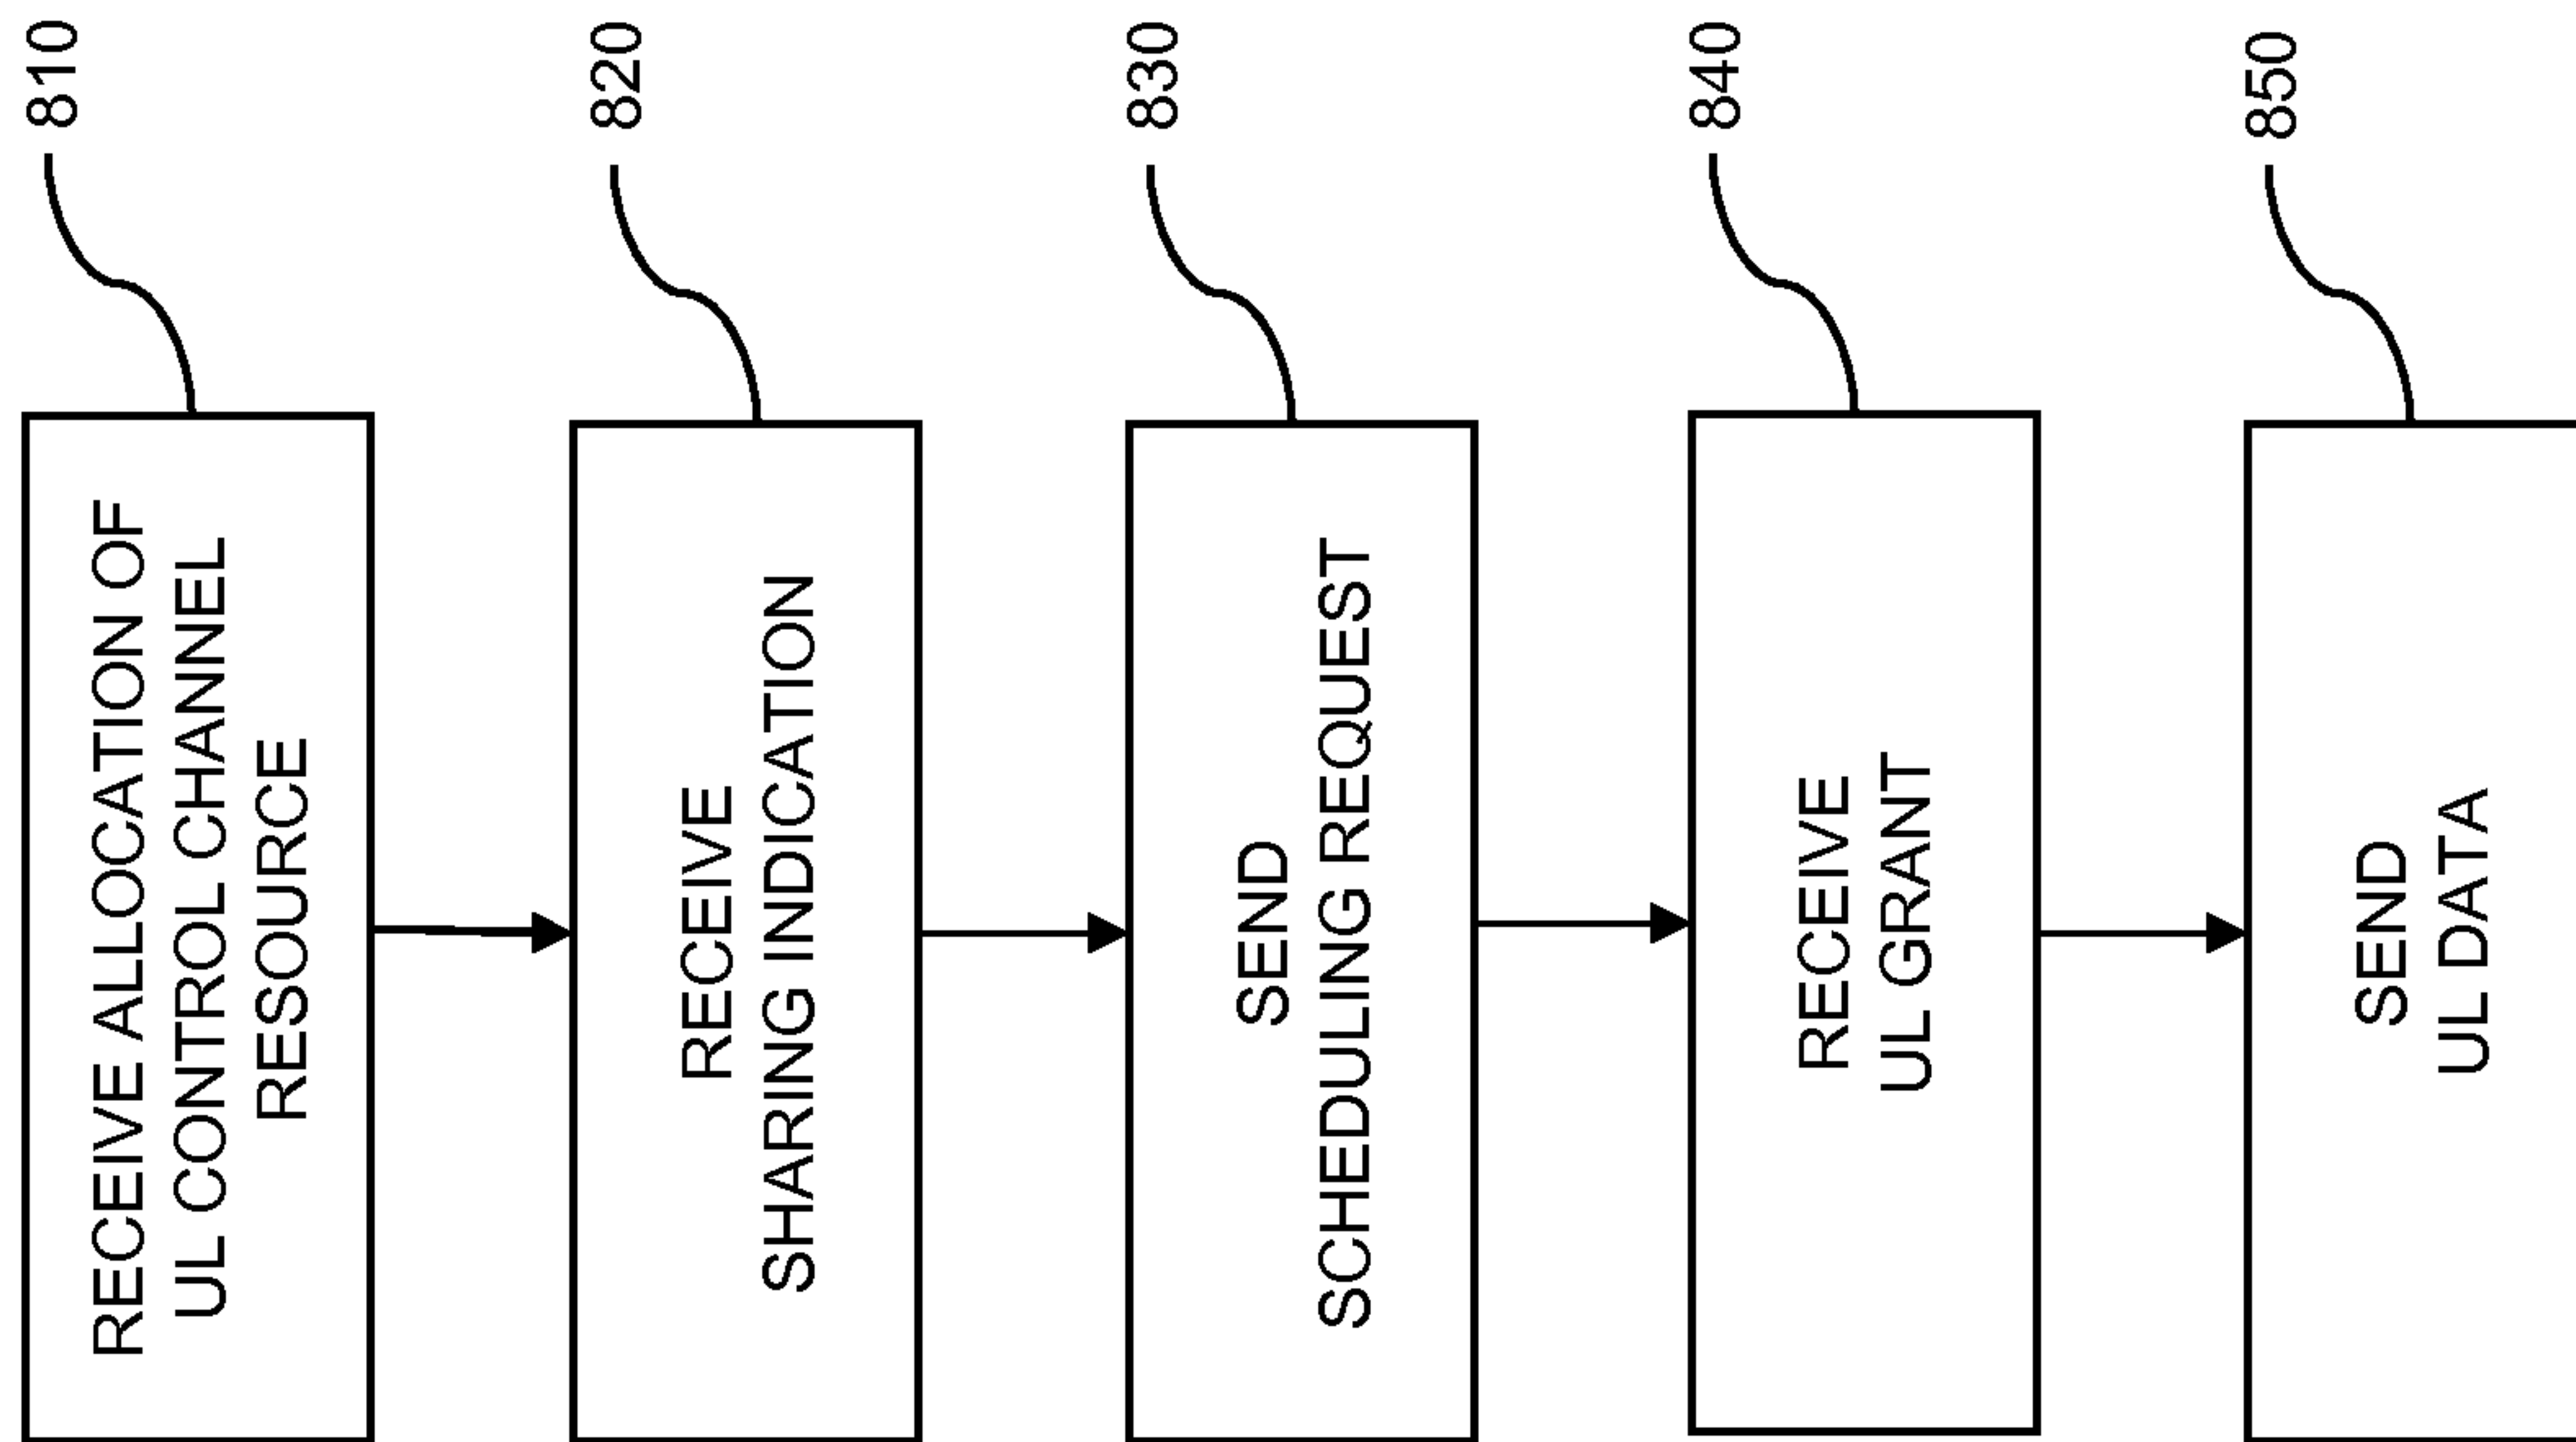 810
RECEIVE ALLOCATION OF
UL CONTROL CHANNEL
RESOURCE
820
RECEIVE
SHARING INDICATION
830
SEND
SCHEDULING REQUEST
840
RECEIVE
UL GRANT
850
SEND
UL DATA